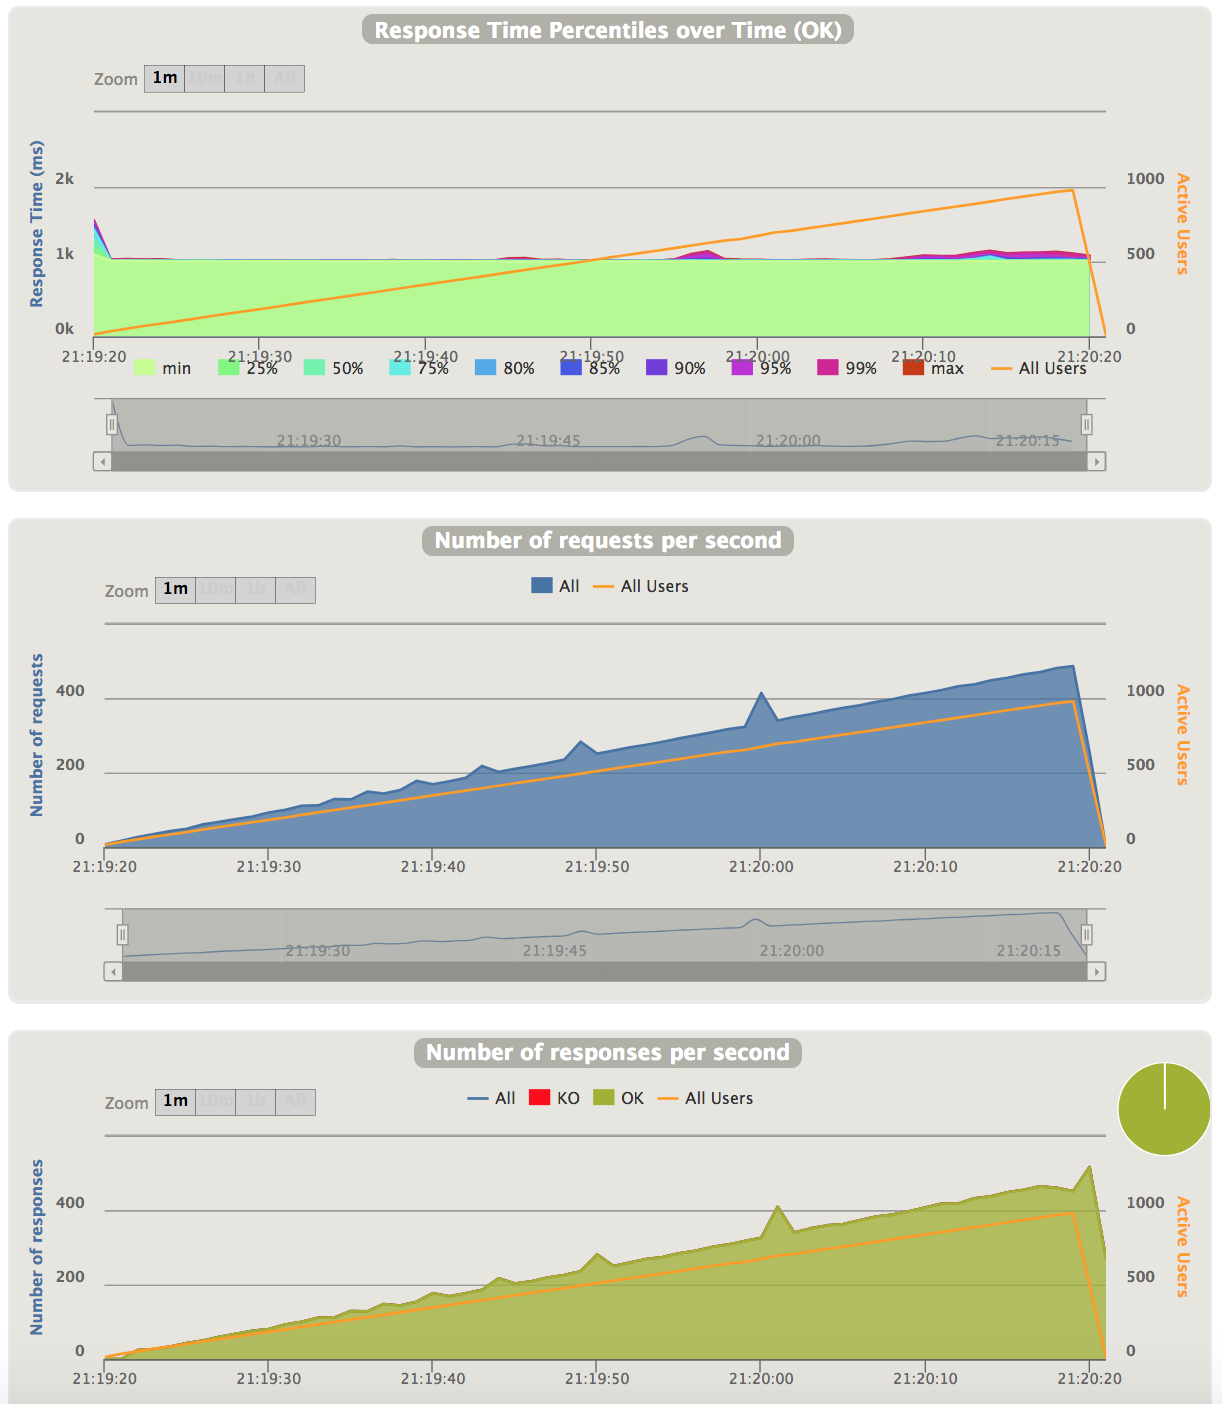 Response Time Percentiles over Time (OK)
Zoom 1m 10m 1h All
Response Time (ms)
2k
1k
0k
1000
500
0
Active Users
21:19:20 21:19:30 21:19:40 21:19:50 21:20:00 21:20:10 21:20:20
min 25% 50% 75% 80% 85% 90% 95% 99% max All Users
21:19:30 21:19:45 21:20:00 21:20:15
Number of requests per second
Zoom 1m 10m 1h All
All All Users
Number of requests
400
200
0
1000
500
0
Active Users
21:19:20 21:19:30 21:19:40 21:19:50 21:20:00 21:20:10 21:20:20
21:19:30 21:19:45 21:20:00 21:20:15
Number of responses per second
Zoom 1m 10m 1h All
All KO OK All Users
Number of responses
400
200
0
1000
500
0
Active Users
21:19:20 21:19:30 21:19:40 21:19:50 21:20:00 21:20:10 21:20:20